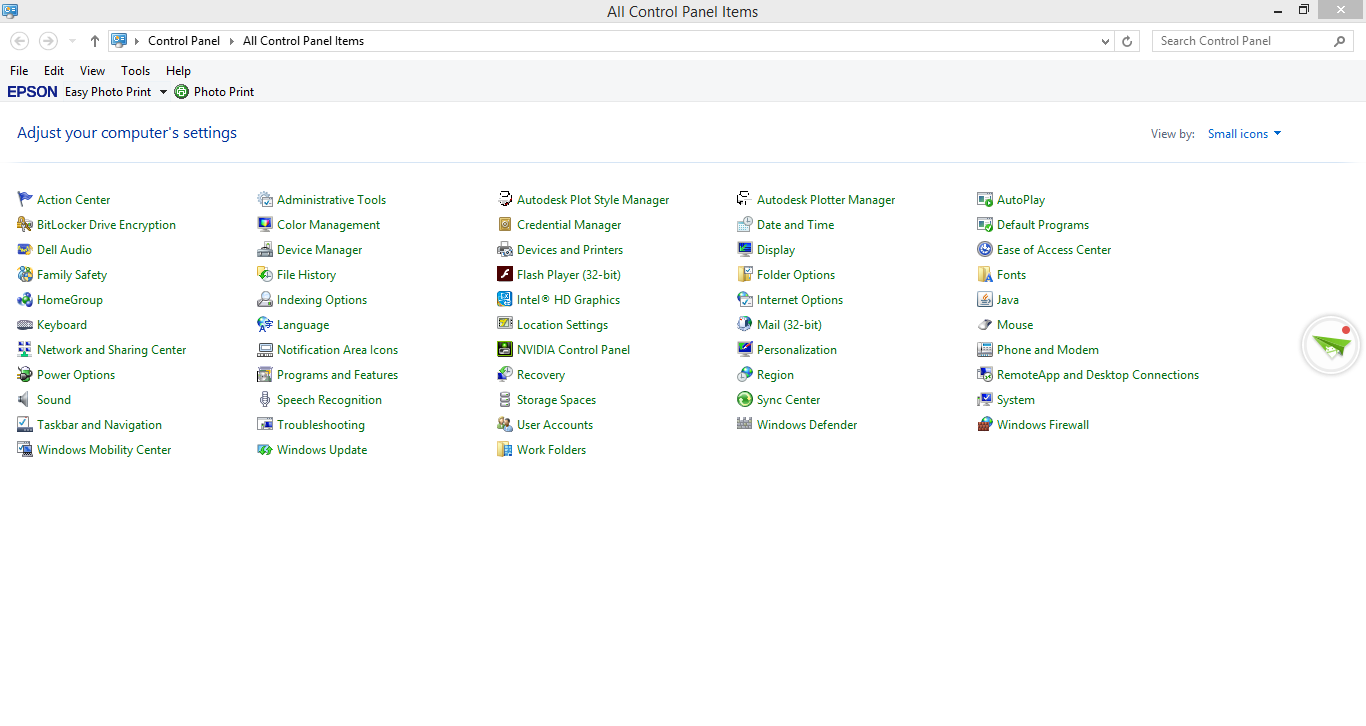 All Control Panel Items
Control Panel All Control Panel Items Search Control Panel
File Edit View Tools Help
EPSON Easy Photo Print Photo Print
Adjust your computer's settings View by: Small icons
Action Center Administrative Tools Autodesk Plot Style Manager Autodesk Plotter Manager AutoPlay
BitLocker Drive Encryption Color Management Credential Manager Date and Time Default Programs
Dell Audio Device Manager Devices and Printers Display Ease of Access Center
Family Safety File History Flash Player (32-bit) Folder Options Fonts
HomeGroup Indexing Options Intel® HD Graphics Internet Options Java
Keyboard Language Location Settings Mail (32-bit) Mouse
Network and Sharing Center Notification Area Icons NVIDIA Control Panel Personalization Phone and Modem
Power Options Programs and Features Recovery Region RemoteApp and Desktop Connections
Sound Speech Recognition Storage Spaces Sync Center System
Taskbar and Navigation Troubleshooting User Accounts Windows Defender Windows Firewall
Windows Mobility Center Windows Update Work Folders